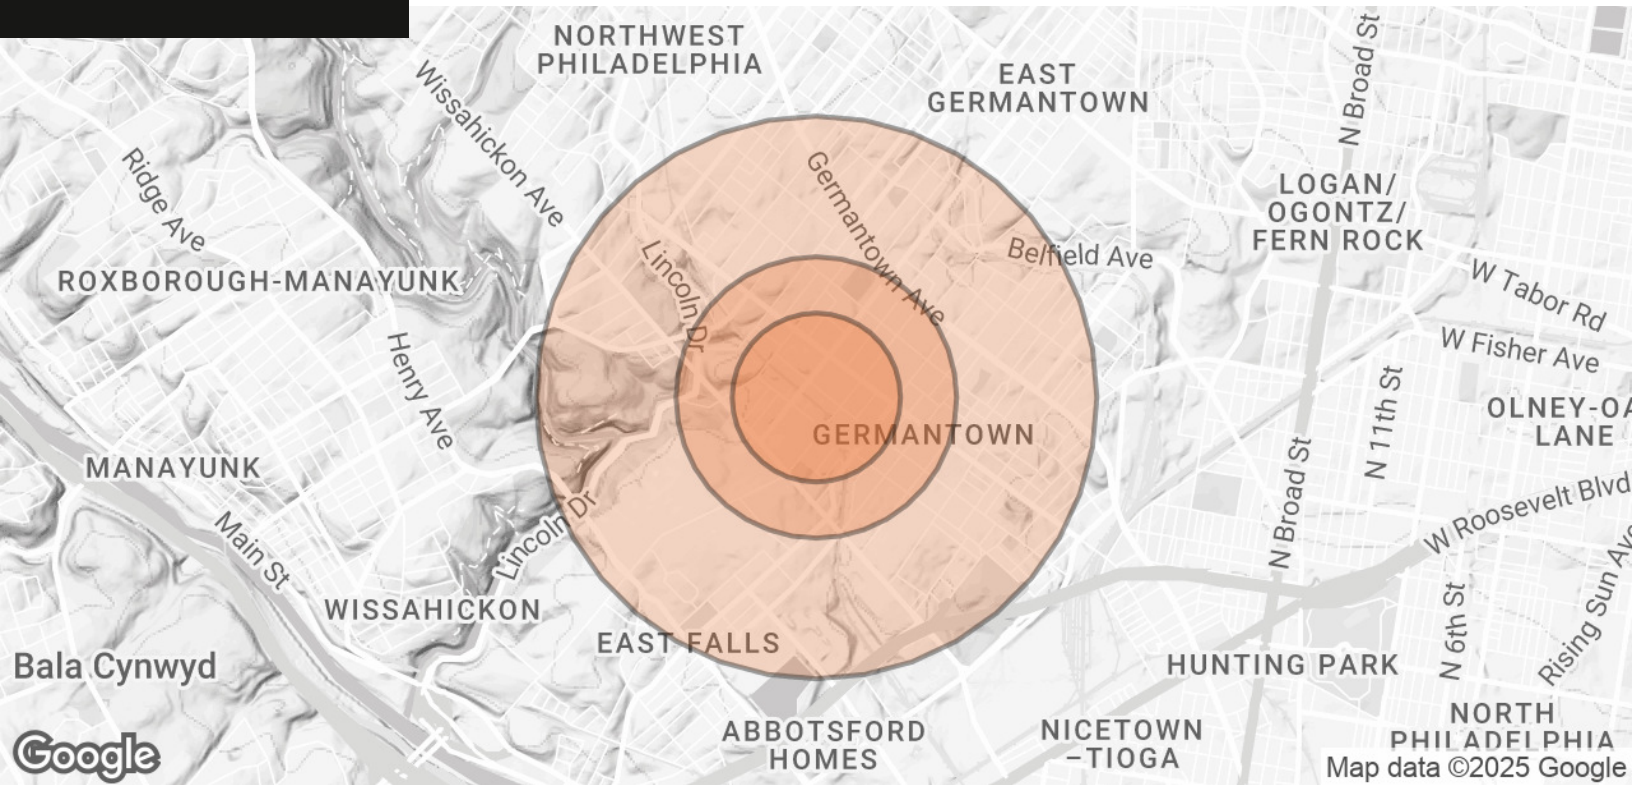 NORTHWEST
PHILADELPHIA
EAST
GERMANTOWN
N Broad St
Wissahickon Ave
Ridge Ave
Germantown Ave
LOGAN/
OGONTZ/
FERN ROCK
Belfield Ave
Lincoln Dr
ROXBOROUGH-MANAYUNK
W Tabor Rd
W Fisher Ave
Henry Ave
N 11th St
OLNEY-OA
LANE
GERMANTOWN
MANAYUNK
N Broad St
W Roosevelt Blvd
Main St
Lincoln Dr
Rising Sun Ave
N 6th St
WISSAHICKON
EAST FALLS
Bala Cynwyd
HUNTING PARK
ABBOTSFORD
HOMES
NICETOWN
–TIOGA
NORTH
PHILADELPHIA
Google
Map data ©2025 Google